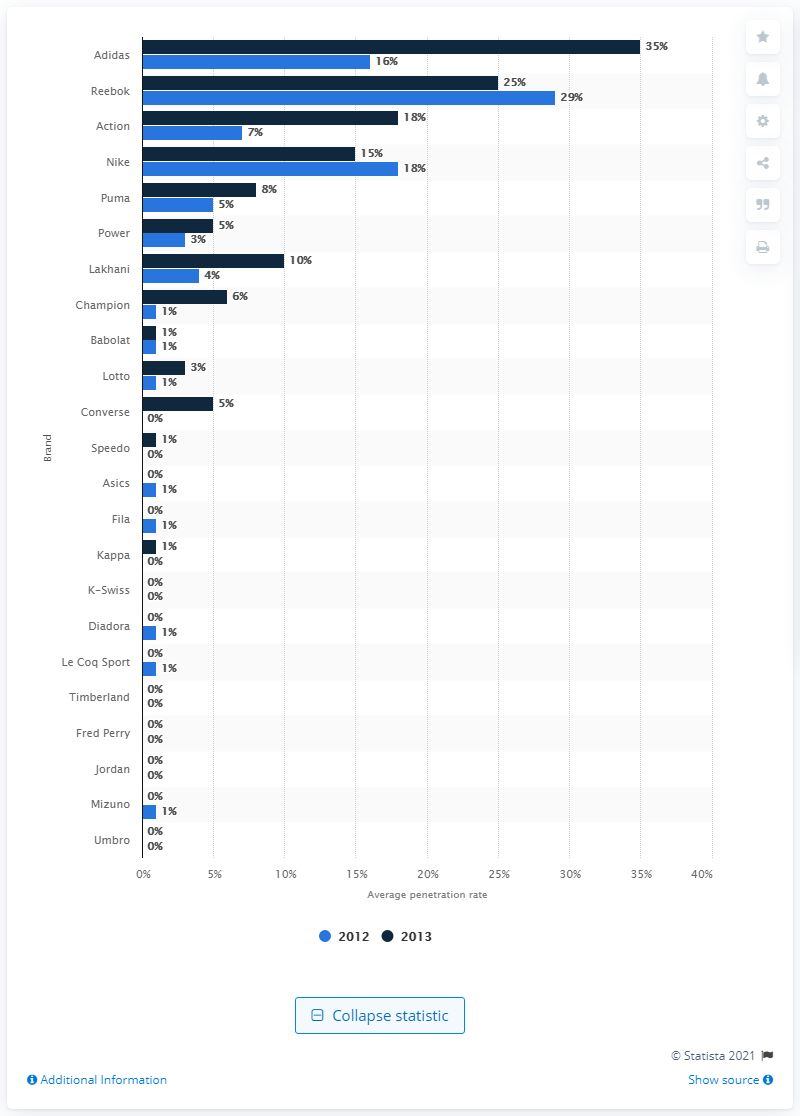 Adidas
35%
16%
Reebok
25%
29%
Action
18%
7%
Nike
15%
18%
Puma
8%
5%
Power
5%
3%
Lakhani
10%
4%
Champion
6%
1%
Babolat
1%
1%
Lotto
3%
1%
Converse
5%
0%
Brand
Speedo
1%
0%
Asics
0%
1%
Fila
0%
1%
Kappa
1%
0%
K-Swiss
0%
0%
Diadora
0%
1%
Le Coq Sport
0%
1%
Timberland
0%
0%
Fred Perry
0%
0%
Jordan
0%
0%
Mizuno
0%
1%
Umbro
0%
0%
0% 5% 10% 15% 20% 25% 30% 35% 40%
Average penetration rate
2012 2013
Collapse statistic
© Statista 2021
Additional Information
Show source